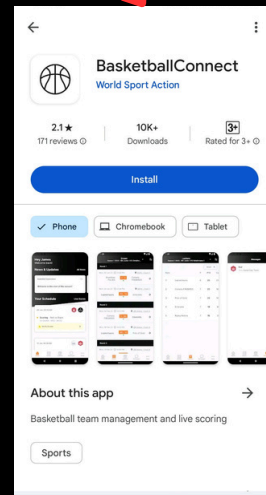 BasketballConnect
World Sport Action
2.1★ 10K+ 3+
171 reviews Downloads Rated for 3+
Install
Phone Chromebook Tablet
About this app
Basketball team management and live scoring
Sports